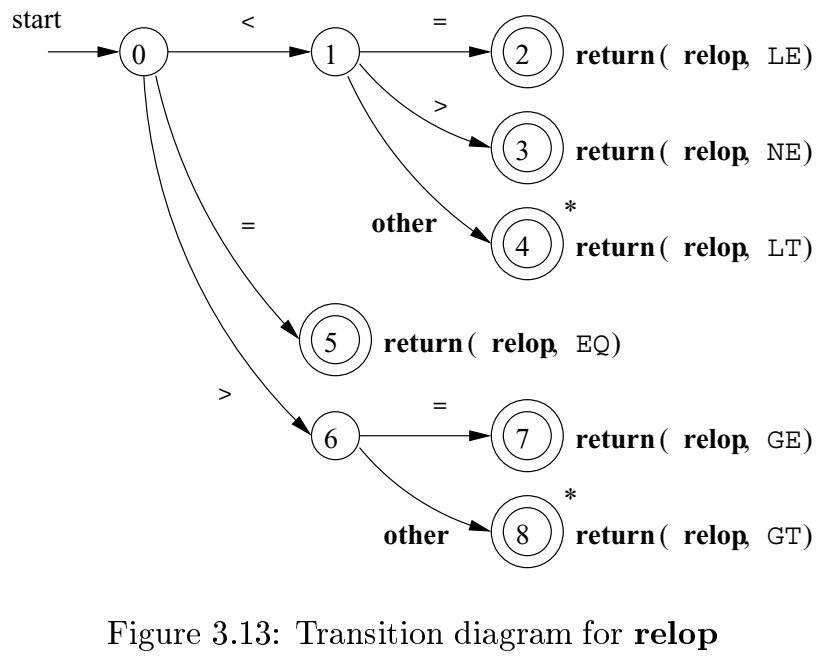 start
<
=
0
1
2
return( relop, LE)
>
3
return( relop, NE)
other
*
4
return( relop, LT)
=
5
return( relop, EQ)
>
=
6
7
return( relop, GE)
other
*
8
return( relop, GT)
Figure 3.13: Transition diagram for relop